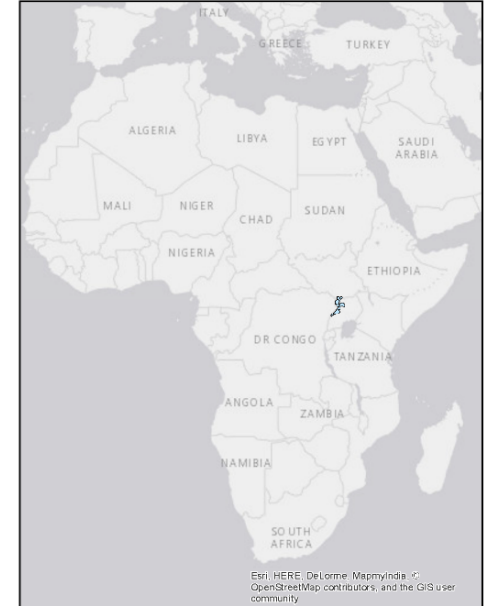 ITALY
GREECE
TURKEY
ALGERIA
LIBYA
EGYPT
SAUDI
ARABIA
MALI
NIGER
CHAD
SUDAN
NIGERIA
ETHIOPIA
DR CONGO
TANZANIA
ANGOLA
ZAMBIA
NAMIBIA
SOUTH
AFRICA
Esri, HERE, DeLorme, MapmyIndia, ©
OpenStreetMap contributors, and the GIS user
community